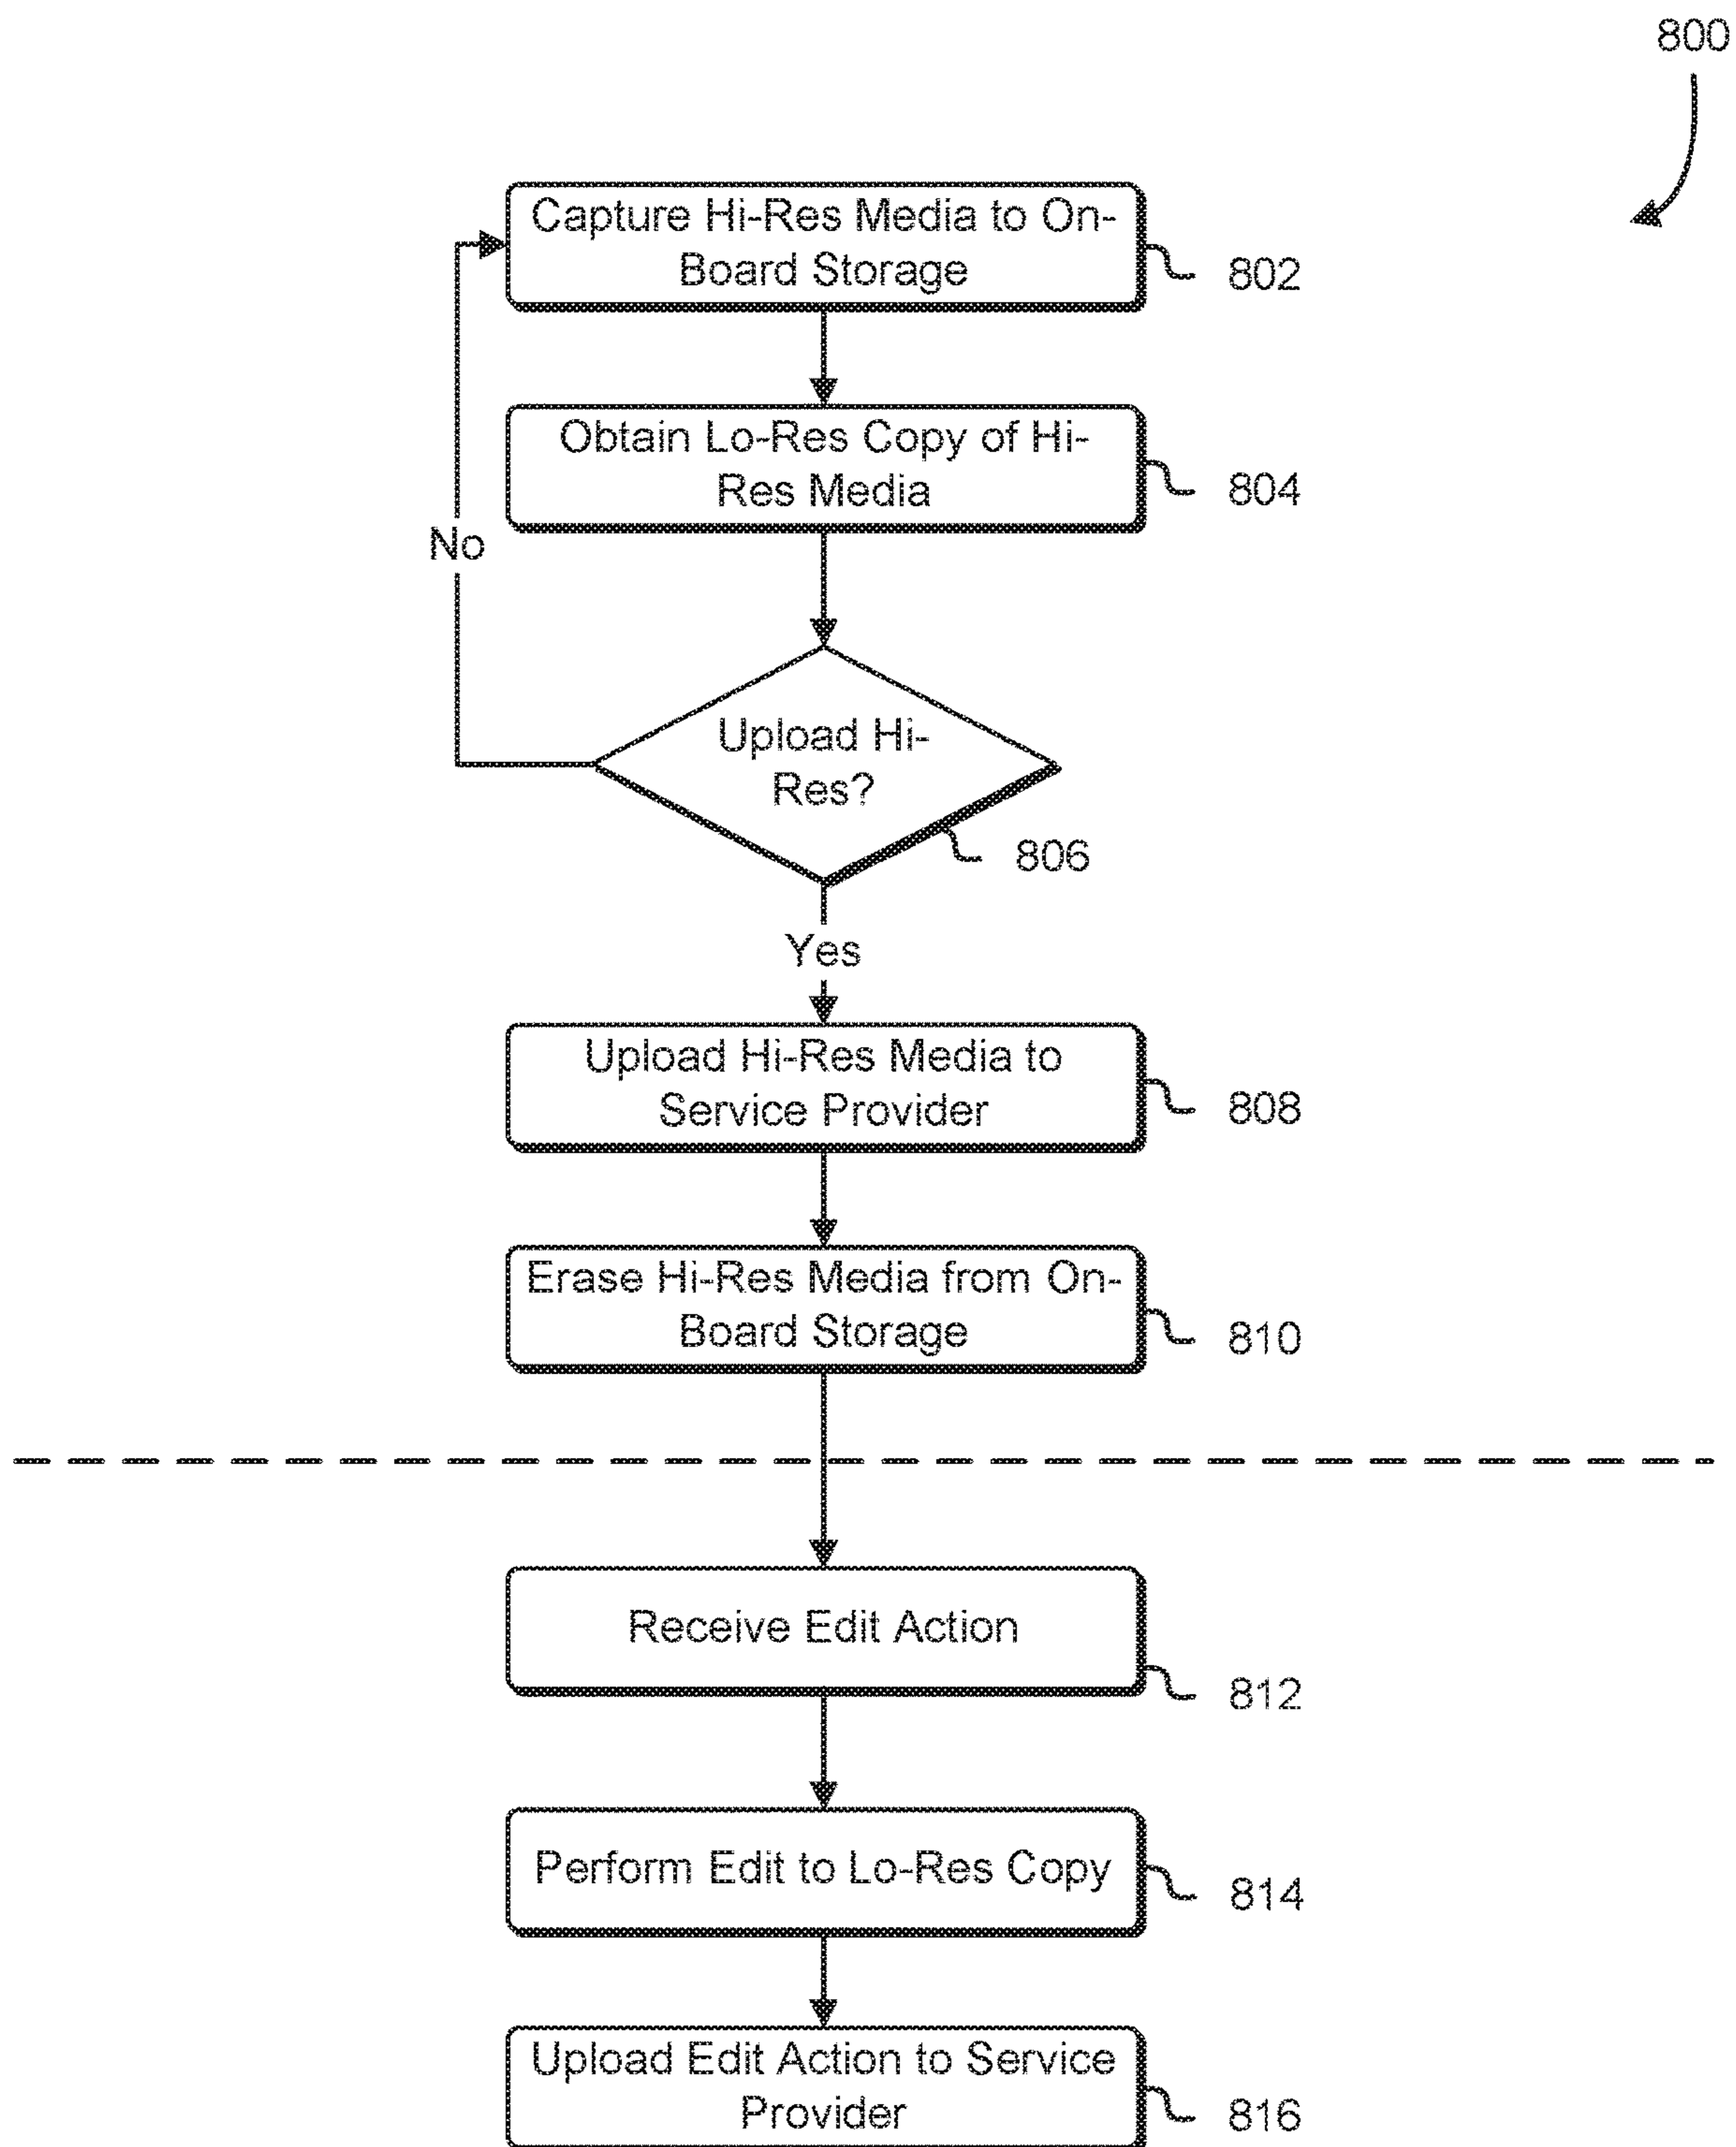 800
Capture Hi-Res Media to On-
Board Storage
802
Obtain Lo-Res Copy of Hi-
Res Media
804
No
Upload Hi-
Res?
806
Yes
Upload Hi-Res Media to
Service Provider
808
Erase Hi-Res Media from On-
Board Storage
810
Receive Edit Action
812
Perform Edit to Lo-Res Copy
814
Upload Edit Action to Service
Provider
816